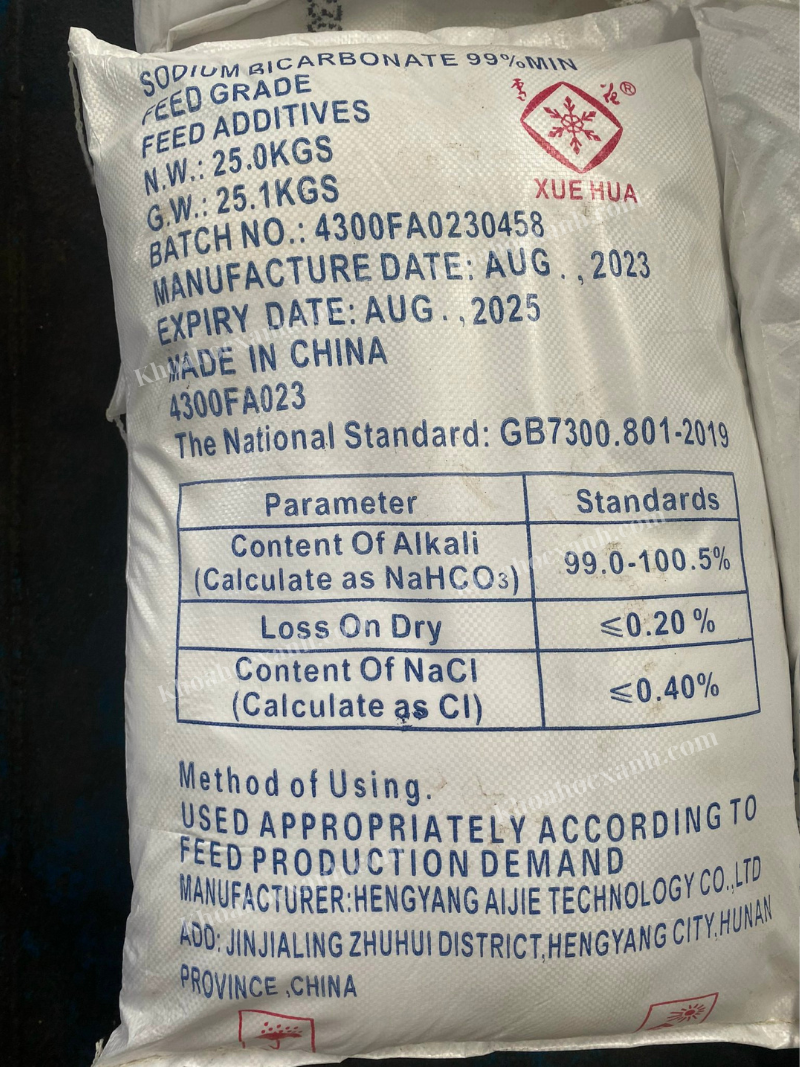 SODIUM BICARBONATE 99%MIN
FEED GRADE
FEED ADDITIVES
N.W.: 25.0KGS
G.W.: 25.1KGS
雪 花®
XUE HUA
BATCH NO.: 4300FA0230458
MANUFACTURE DATE: AUG . , 2023
EXPIRY DATE: AUG . , 2025
MADE IN CHINA
4300FA023
The National Standard: GB7300.801-2019
Parameter Standards
Content Of Alkali
(Calculate as NaHCO₃) 99.0-100.5%
Loss On Dry ≤0.20 %
Content Of NaCl
(Calculate as Cl) ≤0.40%
Method of Using.
USED APPROPRIATELY ACCORDING TO
FEED PRODUCTION DEMAND
MANUFACTURER:HENGYANG AIJIE TECHNOLOGY CO.,LTD
ADD: JINJIALING ZHUHUI DISTRICT,HENGYANG CITY,HUNAN
PROVINCE ,CHINA
khoahocxanh.com